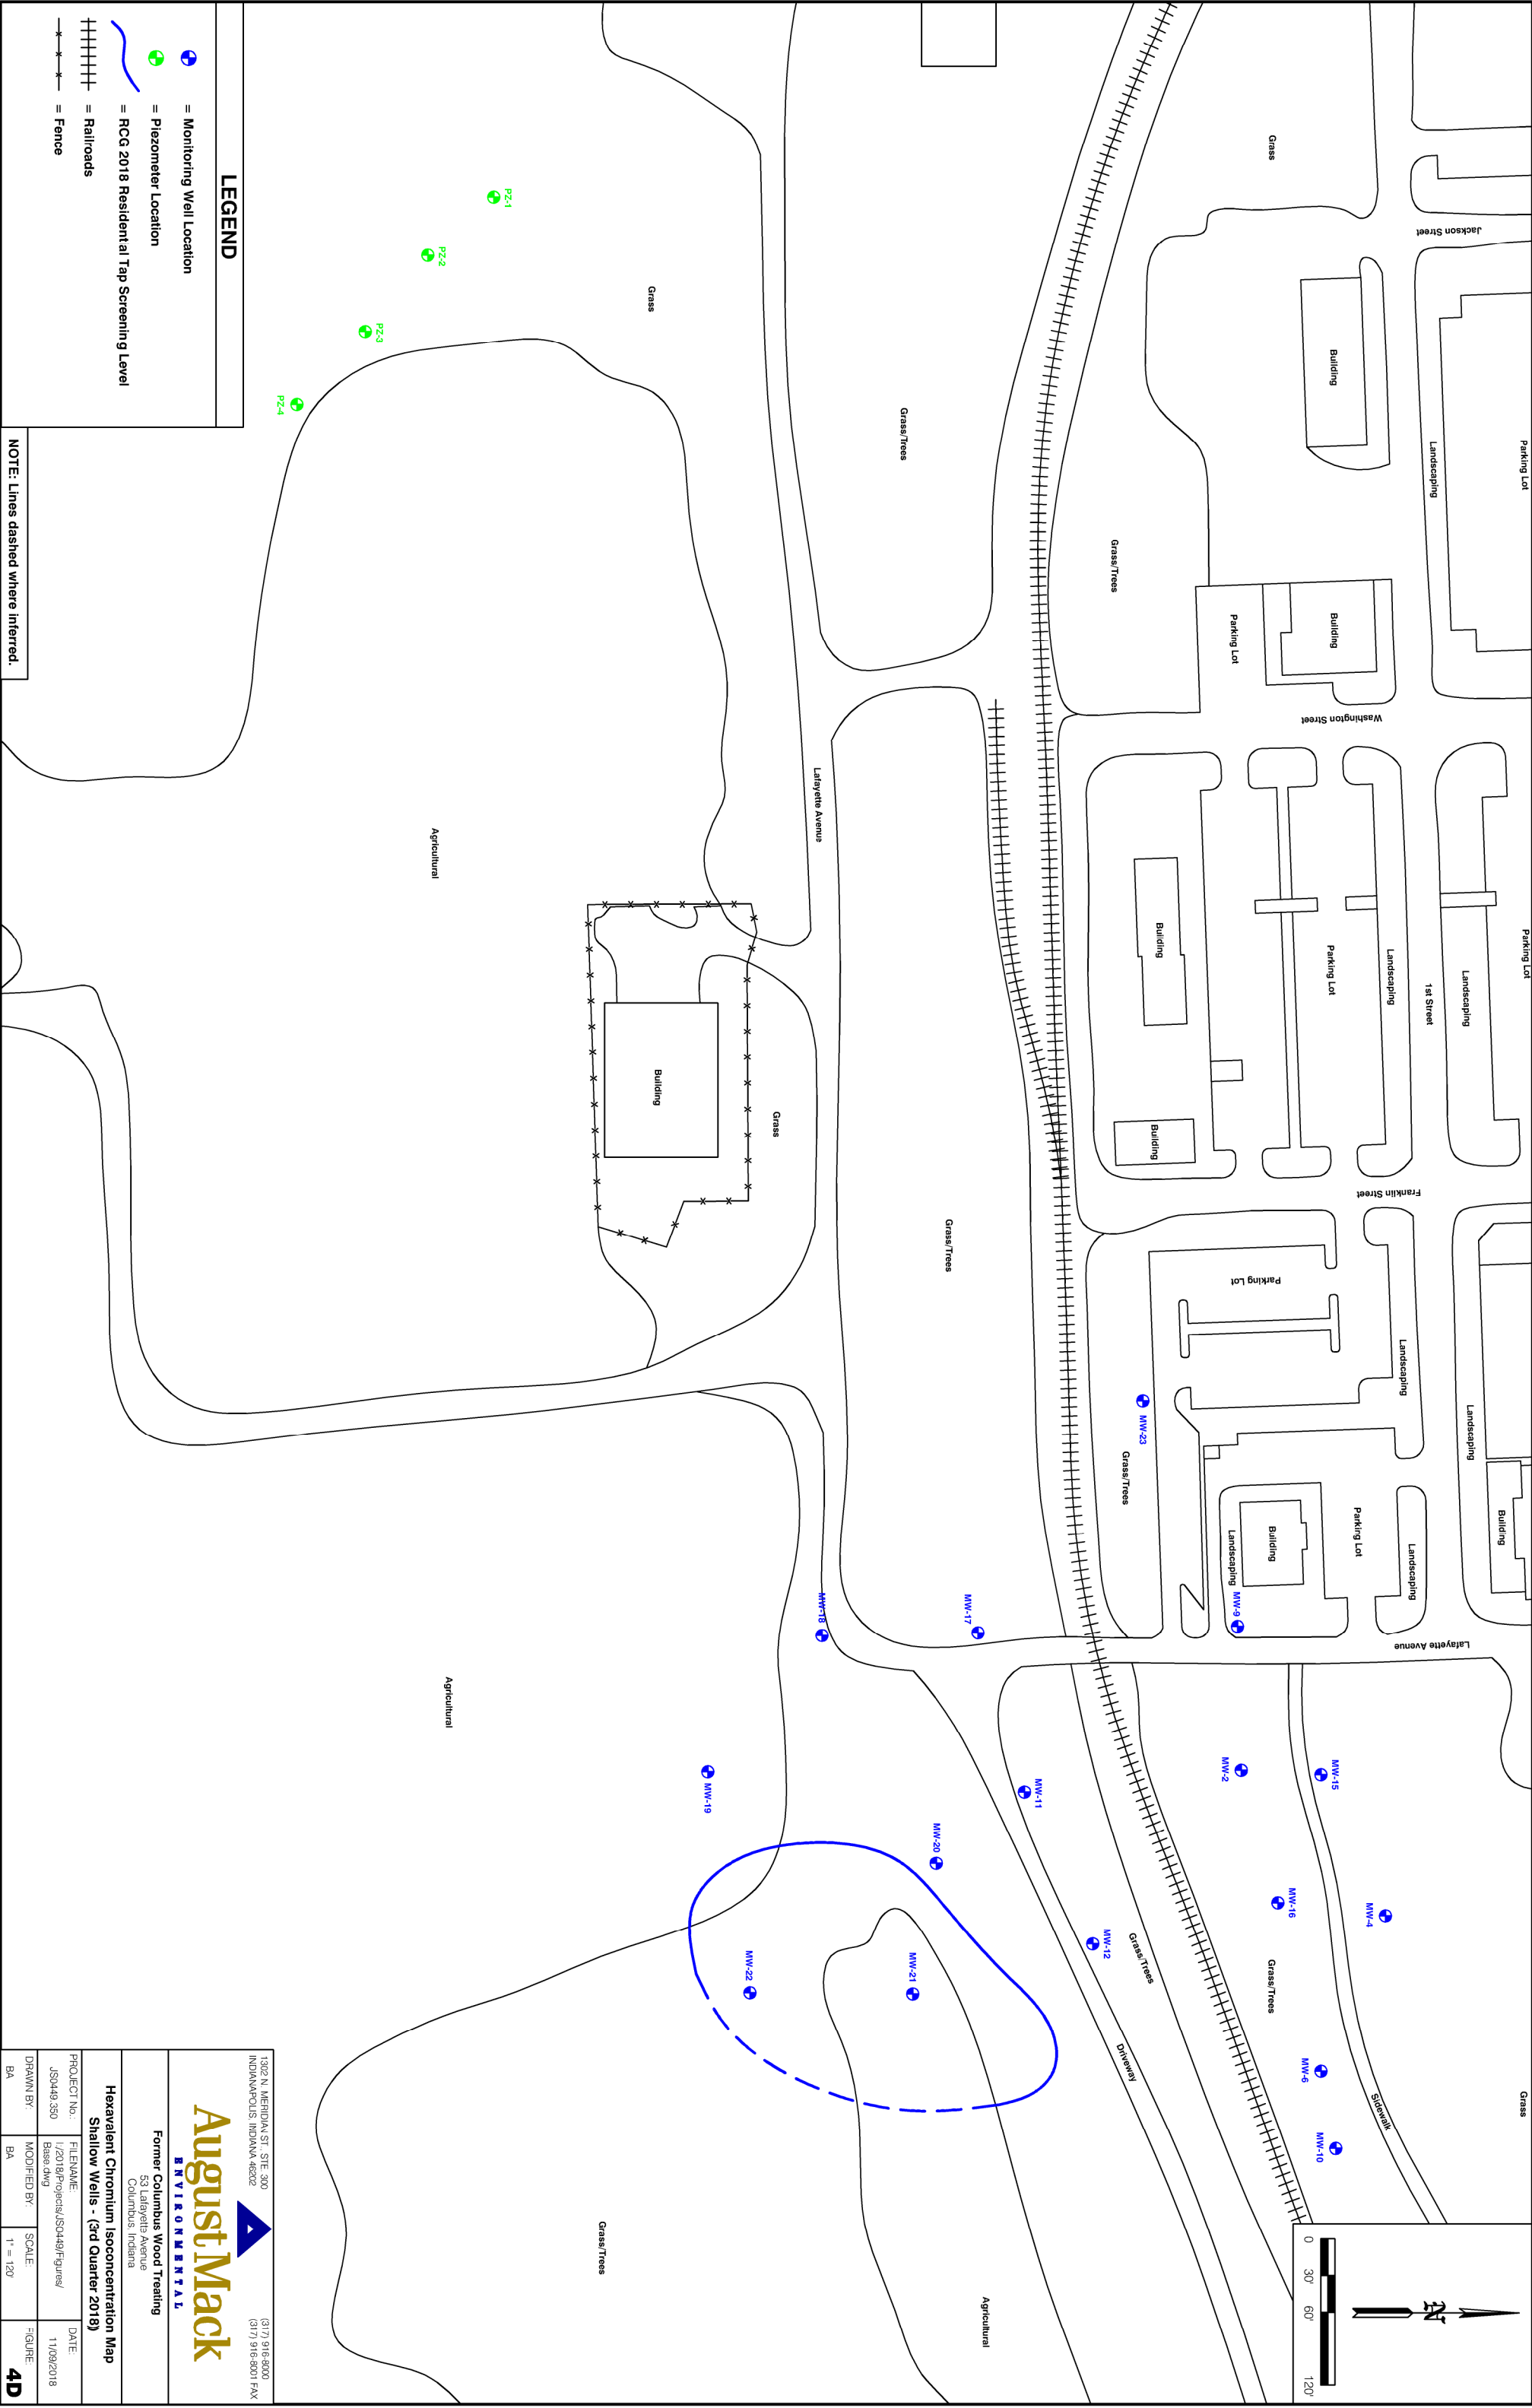 Parking Lot
Parking Lot
Grass
Jackson Street
Landscaping
Building
Grass
Building
Parking Lot
Washington Street
Grass/Trees
Landscaping
1st Street
Landscaping
Parking Lot
Building
Building
Franklin Street
Parking Lot
Landscaping
Landscaping
Building
Landscaping
Parking Lot
Building
Landscaping
MW-9
Lafayette Avenue
MW-23
Grass/Trees
MW-15
MW-2
MW-4
MW-16
Grass/Trees
MW-6
MW-10
Sidewalk
MW-11
MW-12
Grass/Trees
Driveway
MW-17
MW-18
MW-19
MW-20
MW-21
MW-22
Grass/Trees
Grass/Trees
Lafayette Avenue
Grass
Building
Grass
Agricultural
Agricultural
Agricultural
Grass/Trees
PZ-1
PZ-2
PZ-3
PZ-4
0 30' 60' 120'
N
LEGEND
= Monitoring Well Location
= Piezometer Location
= RCG 2018 Residental Tap Screening Level
= Railroads
= Fence
NOTE: Lines dashed where inferred.
1302 N. MERIDIAN ST., STE. 300
INDIANAPOLIS, INDIANA 46202
(317) 916-8000
(317) 916-8001 FAX
August Mack
ENVIRONMENTAL
Former Columbus Wood Treating
53 Lafayette Avenue
Columbus, Indiana
Hexavalent Chromium Isoconcentration Map
Shallow Wells - (3rd Quarter 2018)
PROJECT No.:
JS0449.350
FILENAME:
I:/2018/Projects/JS0449/Figures/
Base.dwg
DATE:
11/09/2018
DRAWN BY:
BA
MODIFIED BY:
BA
SCALE:
1" = 120'
FIGURE:
4D